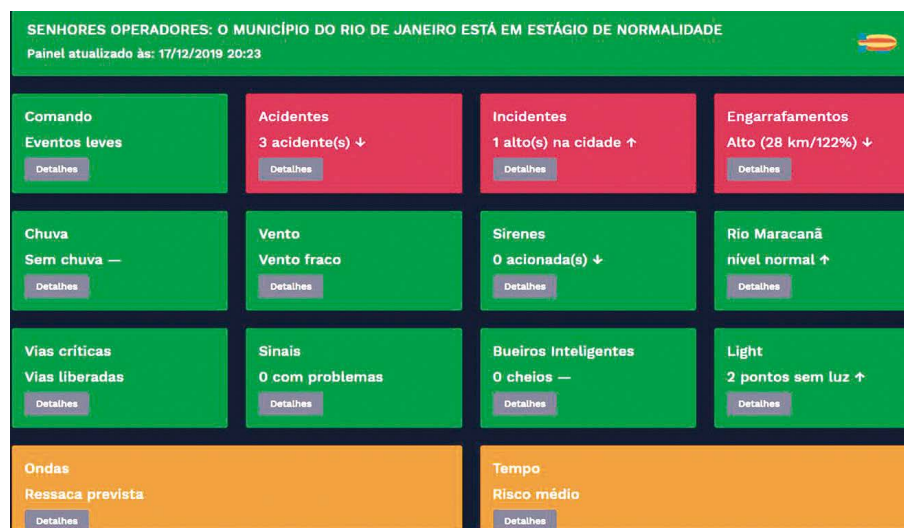 SENHORES OPERADORES: O MUNICÍPIO DO RIO DE JANEIRO ESTÁ EM ESTÁGIO DE NORMALIDADE
Painel atualizado às: 17/12/2019 20:23
Comando
Eventos leves
Detalhes
Acidentes
3 acidente(s) ↓
Detalhes
Incidentes
1 alto(s) na cidade ↑
Detalhes
Engarrafamentos
Alto (28 km/122%) ↓
Detalhes
Chuva
Sem chuva —
Detalhes
Vento
Vento fraco
Detalhes
Sirenes
0 acionada(s) ↓
Detalhes
Rio Maracanã
nível normal ↑
Detalhes
Vias críticas
Vias liberadas
Detalhes
Sinais
0 com problemas
Detalhes
Bueiros Inteligentes
0 cheios —
Detalhes
Light
2 pontos sem luz ↑
Detalhes
Ondas
Ressaca prevista
Detalhes
Tempo
Risco médio
Detalhes